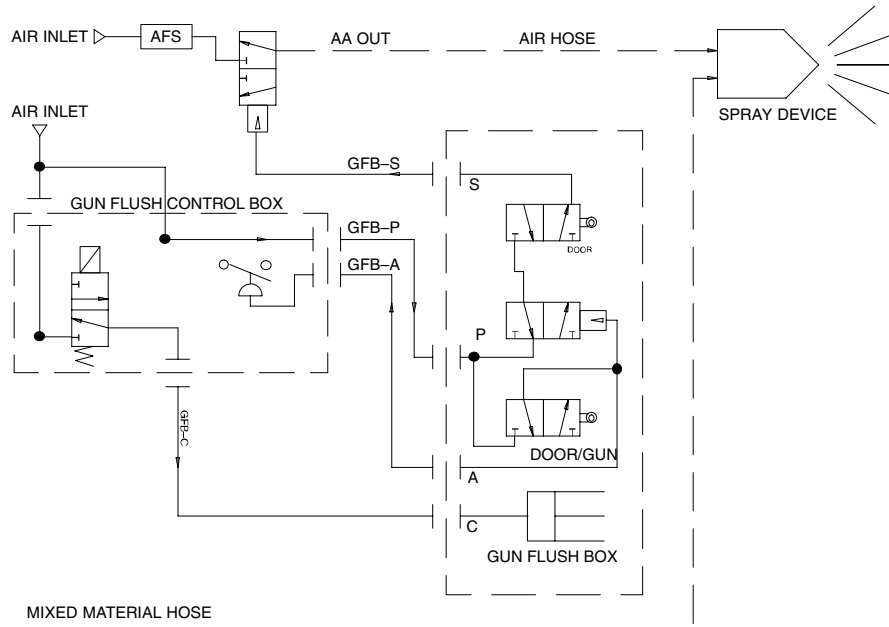 AIR INLET
AFS
AA OUT
AIR HOSE
SPRAY DEVICE
AIR INLET
GFB–S
S
GUN FLUSH CONTROL BOX
GFB–P
GFB–A
DOOR
P
DOOR/GUN
GFB–C
A
C
GUN FLUSH BOX
MIXED MATERIAL HOSE